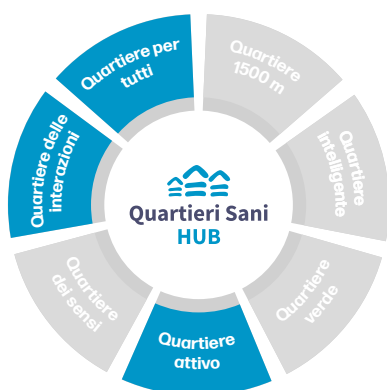 Quartiere per
tutti
Quartiere
1500 m
Quartiere
intelligente
Quartiere
verde
Quartiere
attivo
Quartiere
dei sensi
Quartiere delle
interazioni
Quartieri Sani
HUB